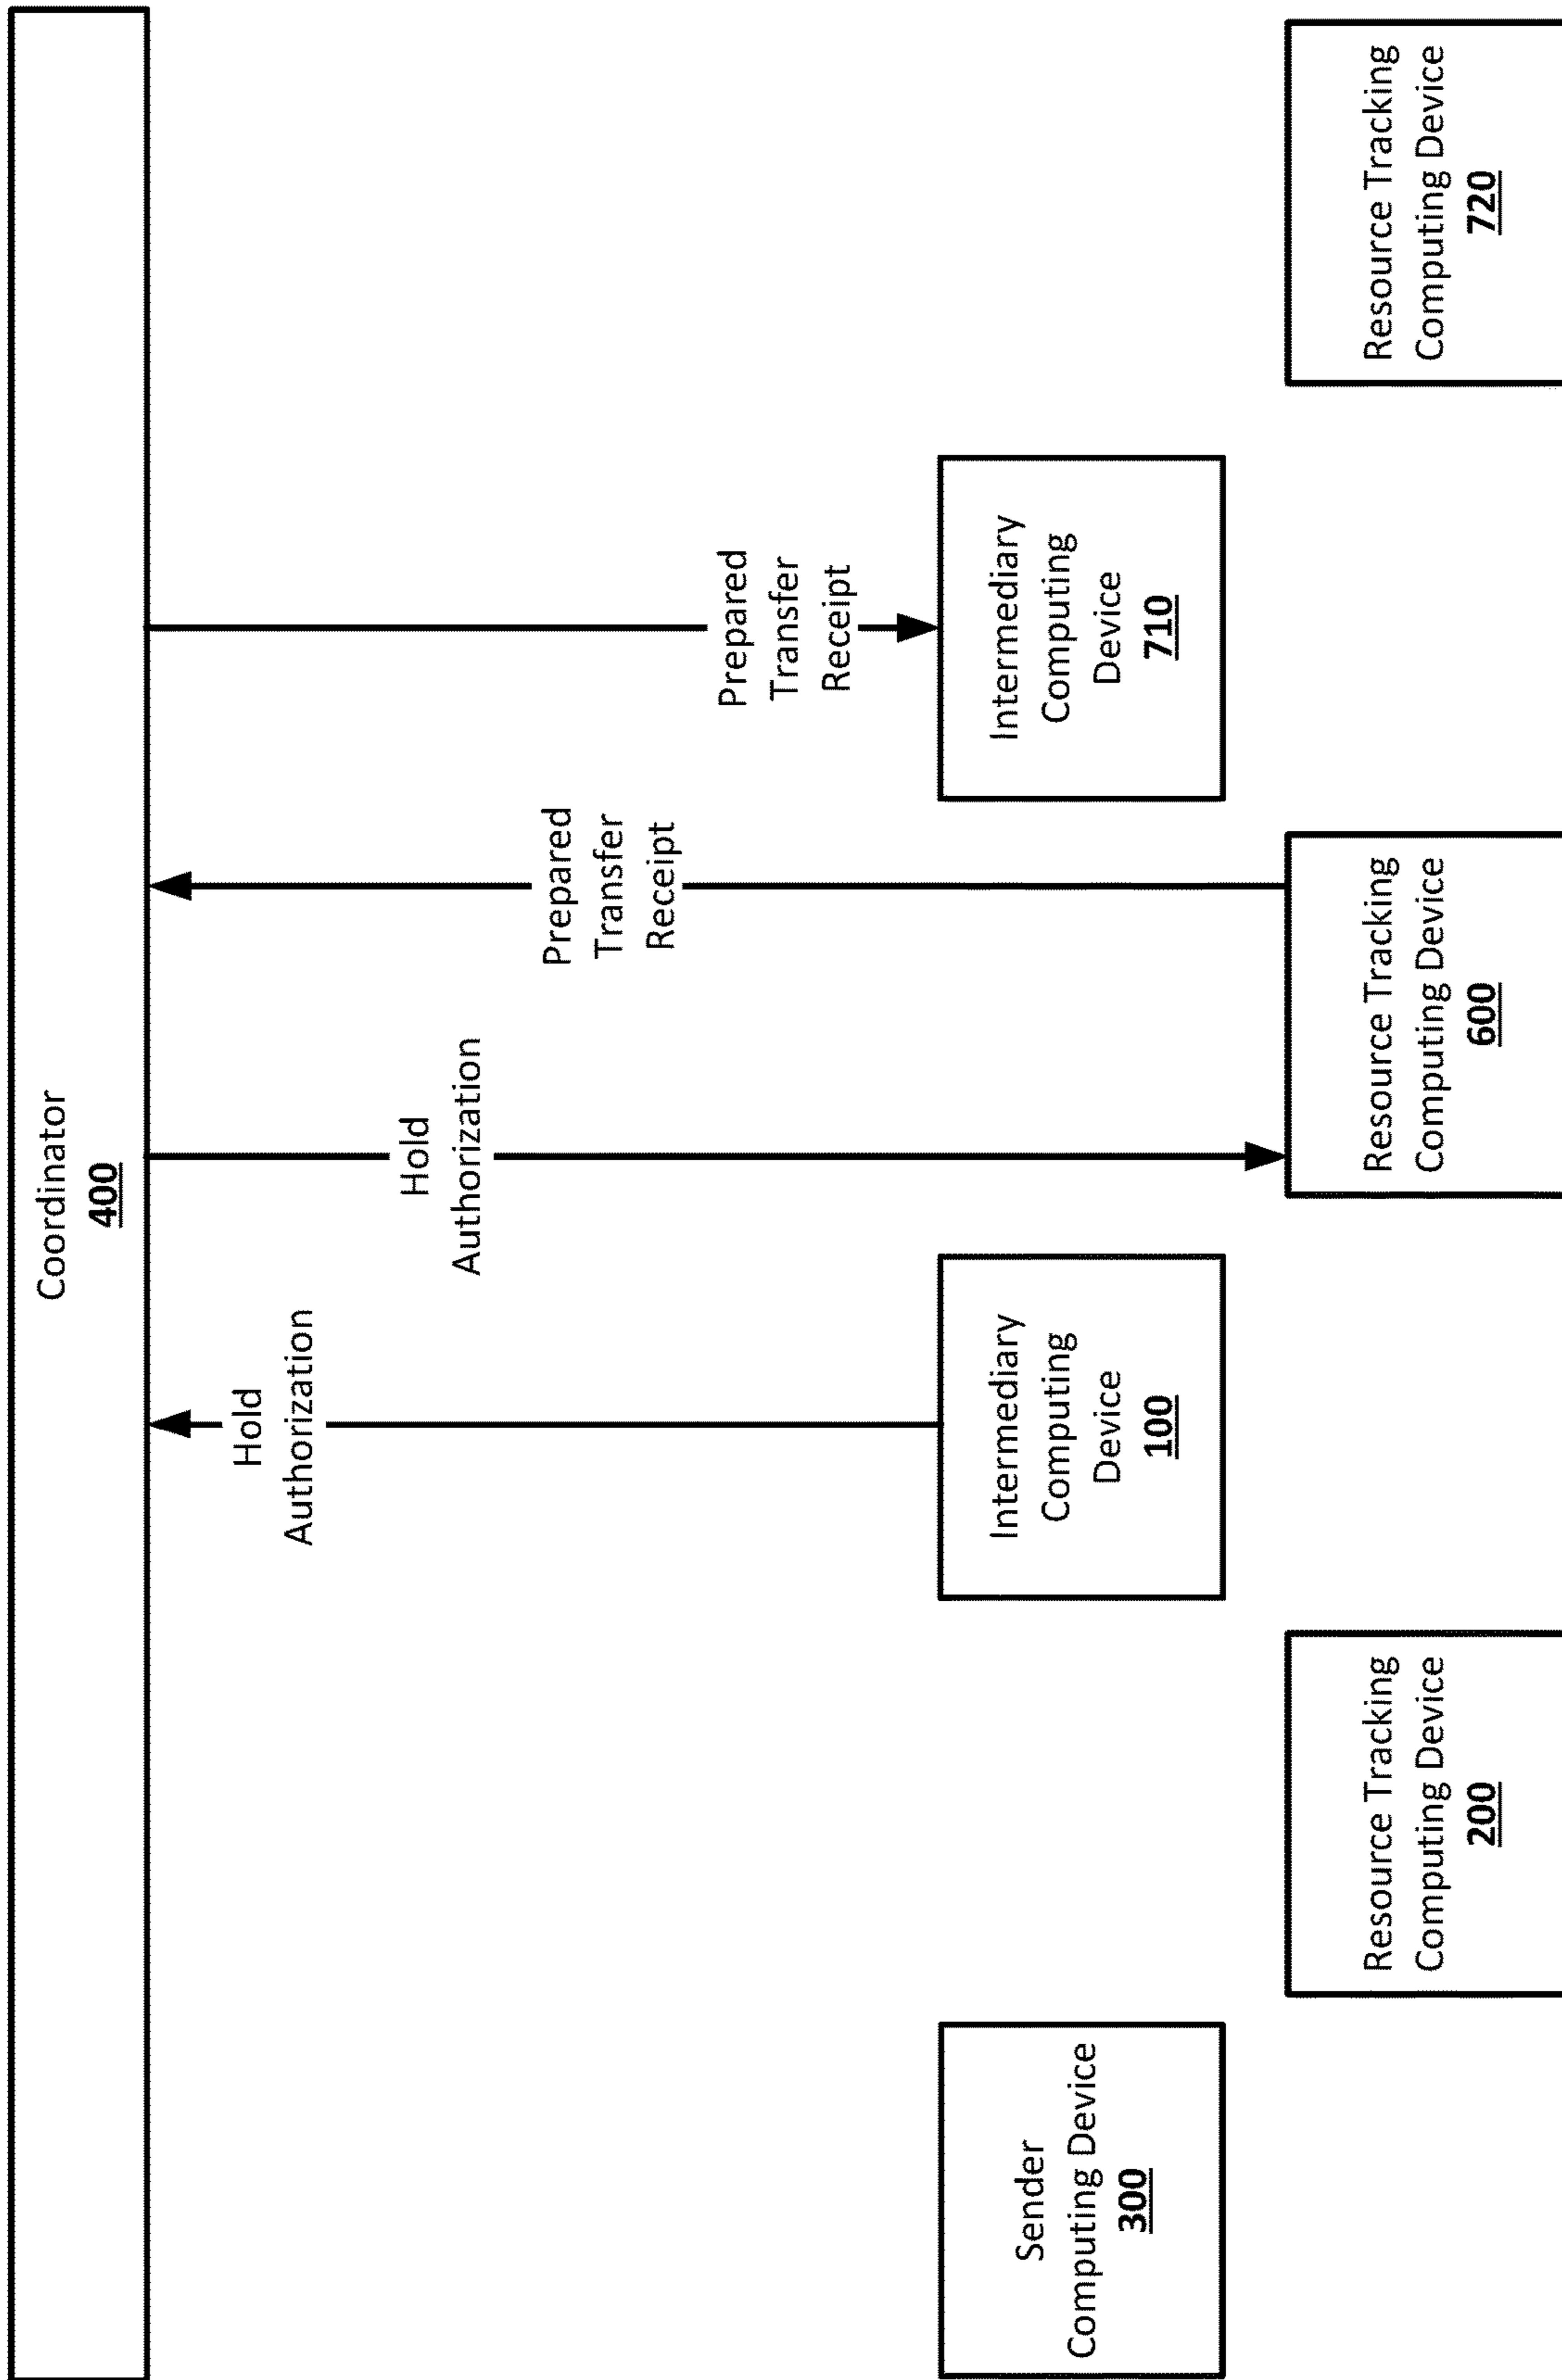 Coordinator
400
Hold
Authorization
Hold
Authorization
Prepared
Transfer
Receipt
Prepared
Transfer
Receipt
Sender
Computing Device
300
Intermediary
Computing
Device
100
Intermediary
Computing
Device
710
Resource Tracking
Computing Device
200
Resource Tracking
Computing Device
600
Resource Tracking
Computing Device
720